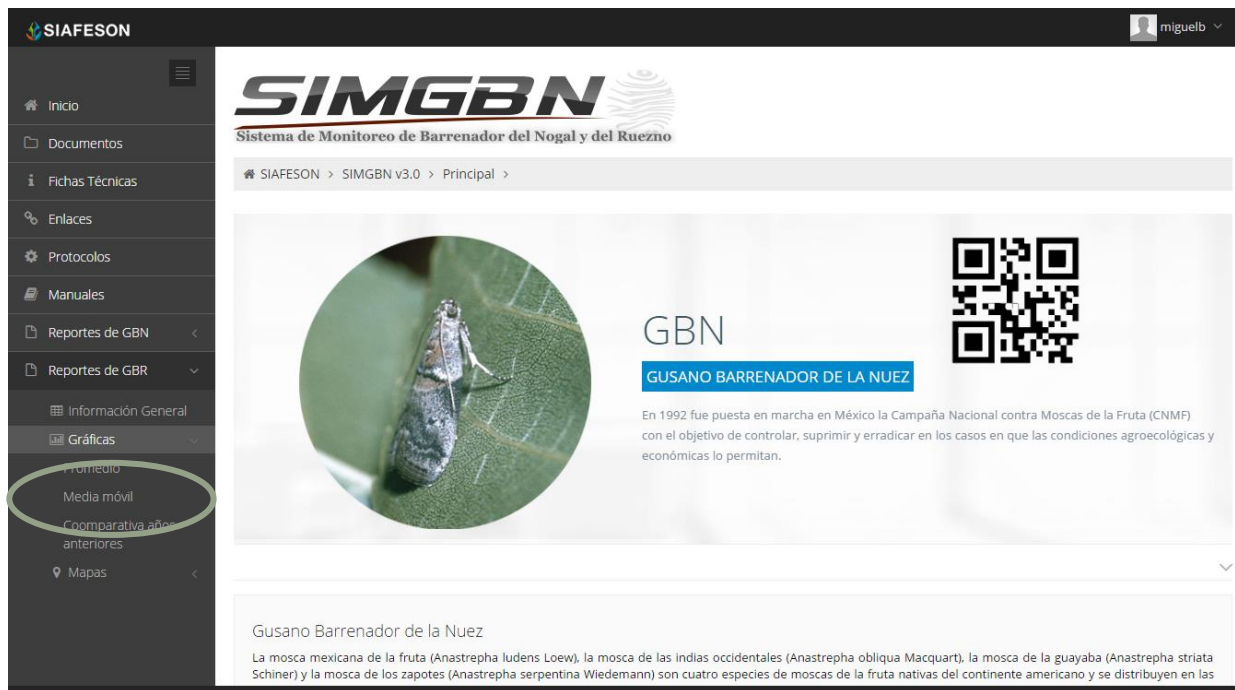 SIAFESON
miguelb
Inicio
Documentos
Fichas Técnicas
Enlaces
Protocolos
Manuales
Reportes de GBN
Reportes de GBR
Información General
Gráficas
Promedio
Media móvil
Coomparativa años
anteriores
Mapas
SIMGBN
Sistema de Monitoreo de Barrenador del Nogal y del Ruezno
SIAFESON > SIMGBN v3.0 > Principal >
GBN
GUSANO BARRENADOR DE LA NUEZ
En 1992 fue puesta en marcha en México la Campaña Nacional contra Moscas de la Fruta (CNMF)
con el objetivo de controlar, suprimir y erradicar en los casos en que las condiciones agroecológicas y
económicas lo permitan.
Gusano Barrenador de la Nuez
La mosca mexicana de la fruta (Anastrepha ludens Loew), la mosca de las indias occidentales (Anastrepha obliqua Macquart), la mosca de la guayaba (Anastrepha striata
Schiner) y la mosca de los zapotes (Anastrepha serpentina Wiedemann) son cuatro especies de moscas de la fruta nativas del continente americano y se distribuyen en las